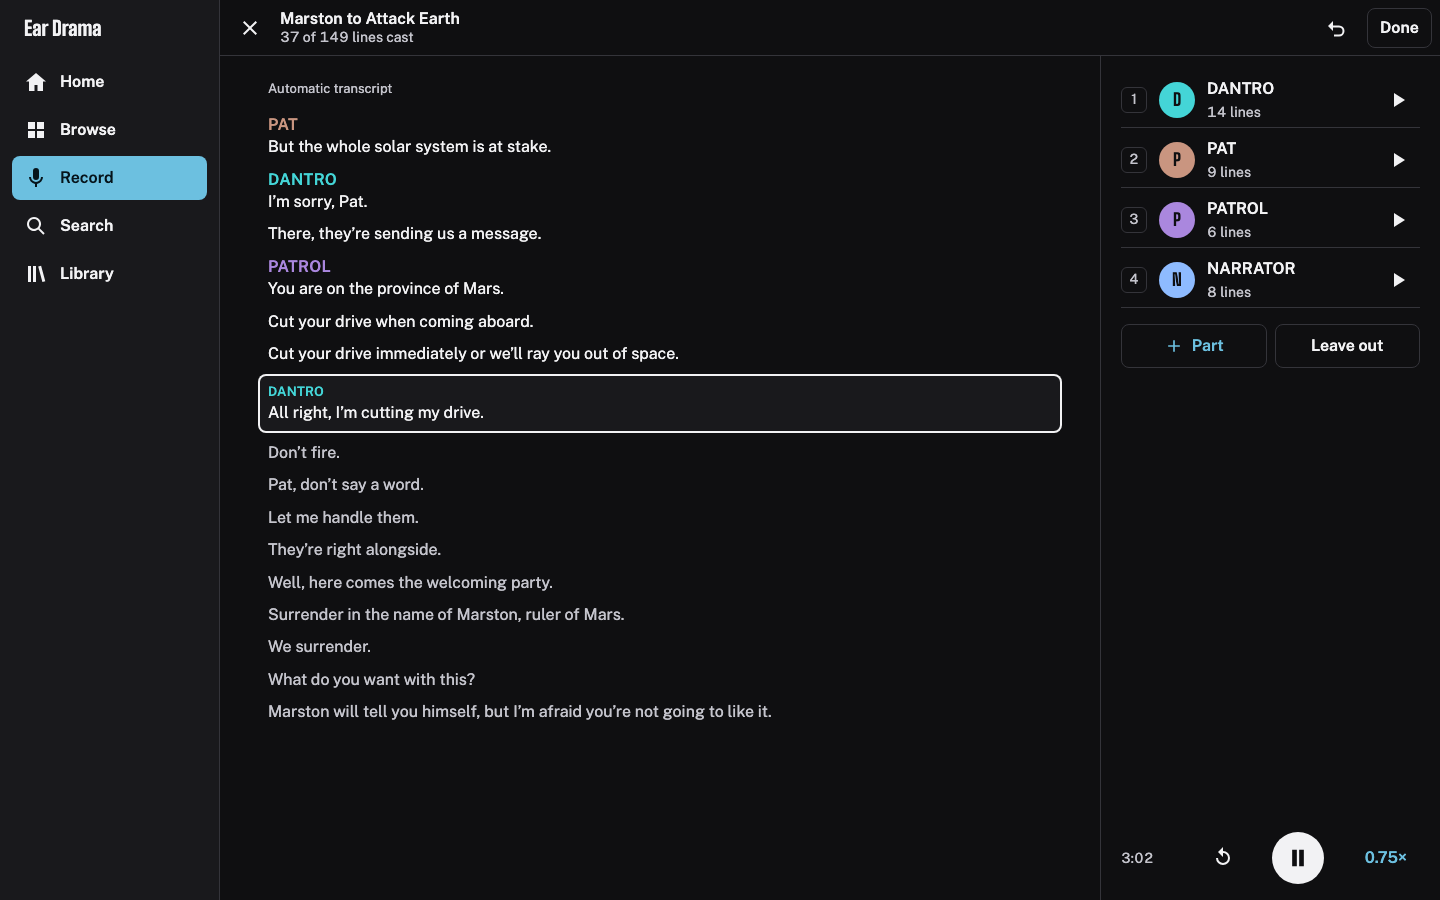 Ear Drama
Home
Browse
Record
Search
Library
Marston to Attack Earth
37 of 149 lines cast
Done
Automatic transcript
PAT
But the whole solar system is at stake.
DANTRO
I’m sorry, Pat.
There, they’re sending us a message.
PATROL
You are on the province of Mars.
Cut your drive when coming aboard.
Cut your drive immediately or we’ll ray you out of space.
DANTRO
All right, I’m cutting my drive.
Don’t fire.
Pat, don’t say a word.
Let me handle them.
They’re right alongside.
Well, here comes the welcoming party.
Surrender in the name of Marston, ruler of Mars.
We surrender.
What do you want with this?
Marston will tell you himself, but I’m afraid you’re not going to like it.
1
D
DANTRO
14 lines
2
P
PAT
9 lines
3
P
PATROL
6 lines
4
N
NARRATOR
8 lines
+ Part
Leave out
3:02
0.75×